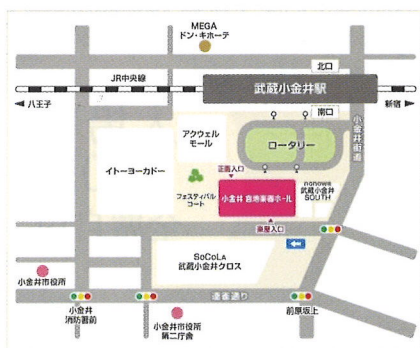 MEGA
ドン・キホーテ
北口
JR中央線
武蔵小金井駅
八王子
新宿
南口
小金井街道
アクウェル
モール
ロータリー
イトーヨーカドー
正面入口
nonowa
武蔵小金井
SOUTH
フェスティバル
コート
小金井 宮地楽器ホール
車座入口
SoCoLA
武蔵小金井クロス
小金井市役所
連雀通り
小金井
消防署前
前原坂上
小金井市役所
第二庁舎